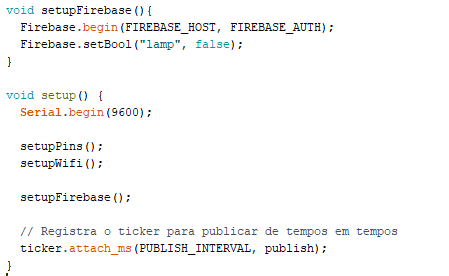 void setupFirebase(){
  Firebase.begin(FIREBASE_HOST, FIREBASE_AUTH);
  Firebase.setBool("lamp", false);
}
void setup() {
  Serial.begin(9600);
  setupPins();
  setupWifi();
  setupFirebase();
  // Registra o ticker para publicar de tempos em tempos
  ticker.attach_ms(PUBLISH_INTERVAL, publish);
}